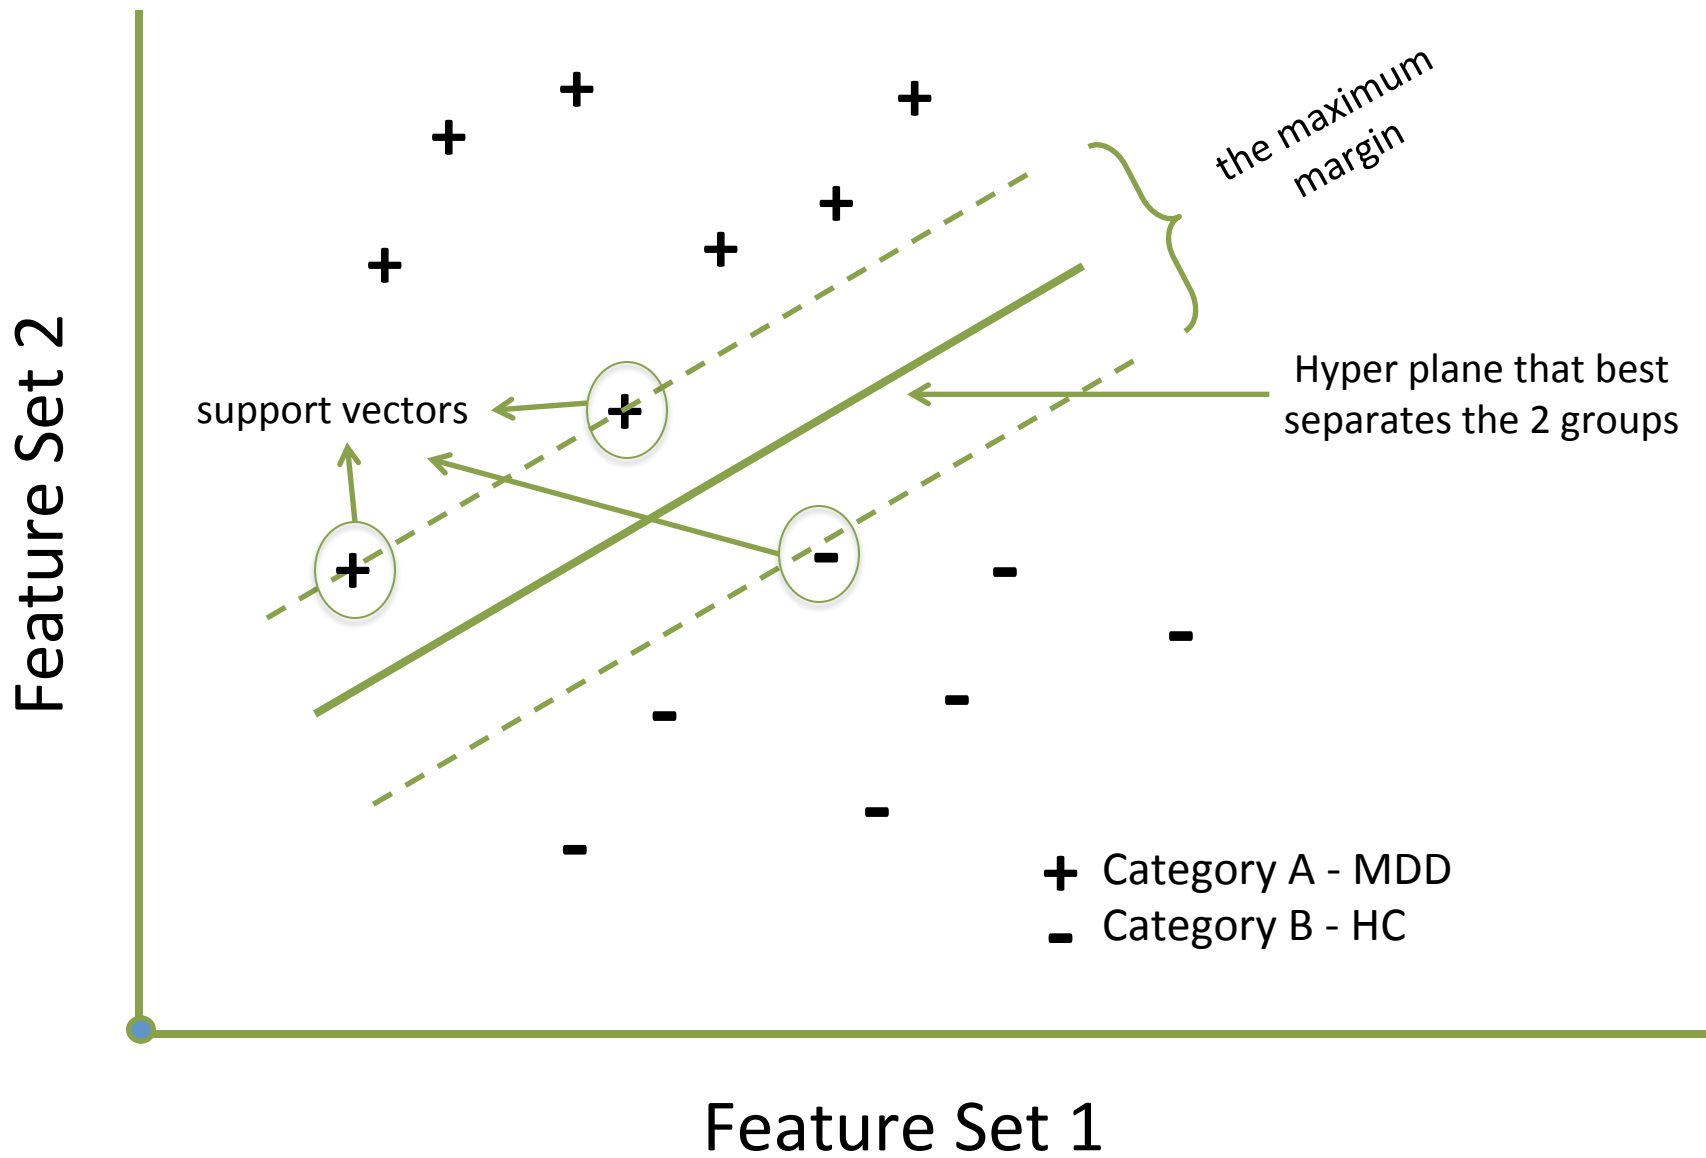 the maximum
margin
Hyper plane that best
separates the 2 groups
support vectors
Feature Set 2
+ Category A - MDD
- Category B - HC
Feature Set 1